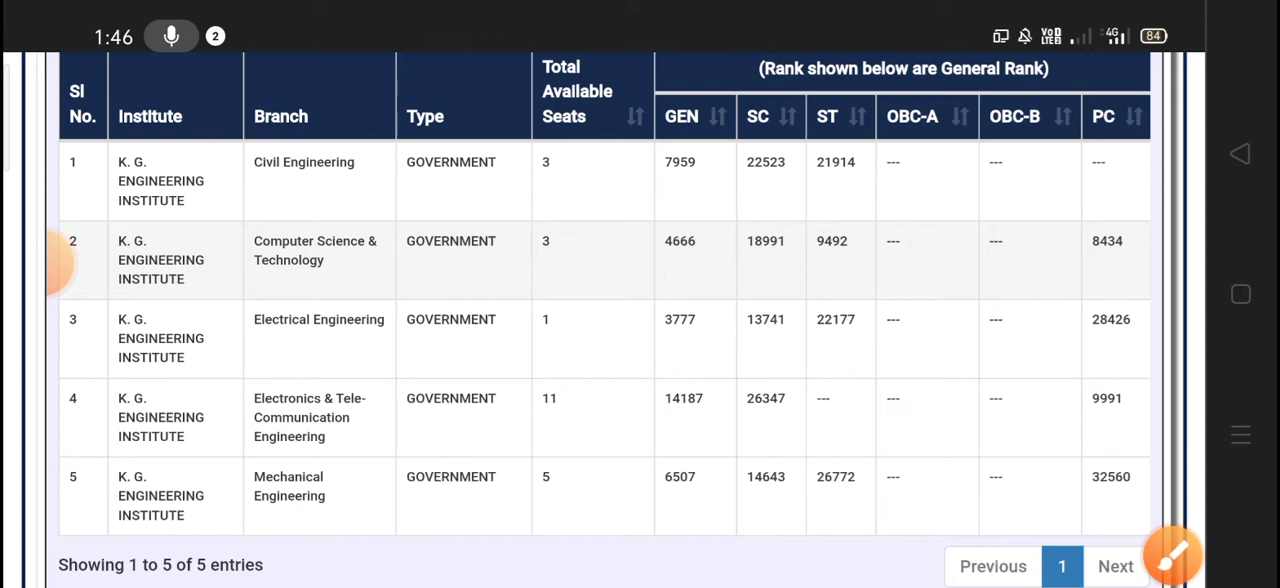 1:46 2 VoD LTE2 4G 84
(Rank shown below are General Rank)
Sl No. Institute Branch Type Total Available Seats GEN SC ST OBC-A OBC-B PC
1 K. G. ENGINEERING INSTITUTE Civil Engineering GOVERNMENT 3 7959 22523 21914 --- --- ---
2 K. G. ENGINEERING INSTITUTE Computer Science & Technology GOVERNMENT 3 4666 18991 9492 --- --- 8434
3 K. G. ENGINEERING INSTITUTE Electrical Engineering GOVERNMENT 1 3777 13741 22177 --- --- 28426
4 K. G. ENGINEERING INSTITUTE Electronics & Tele-Communication Engineering GOVERNMENT 11 14187 26347 --- --- --- 9991
5 K. G. ENGINEERING INSTITUTE Mechanical Engineering GOVERNMENT 5 6507 14643 26772 --- --- 32560
Showing 1 to 5 of 5 entries Previous 1 Next